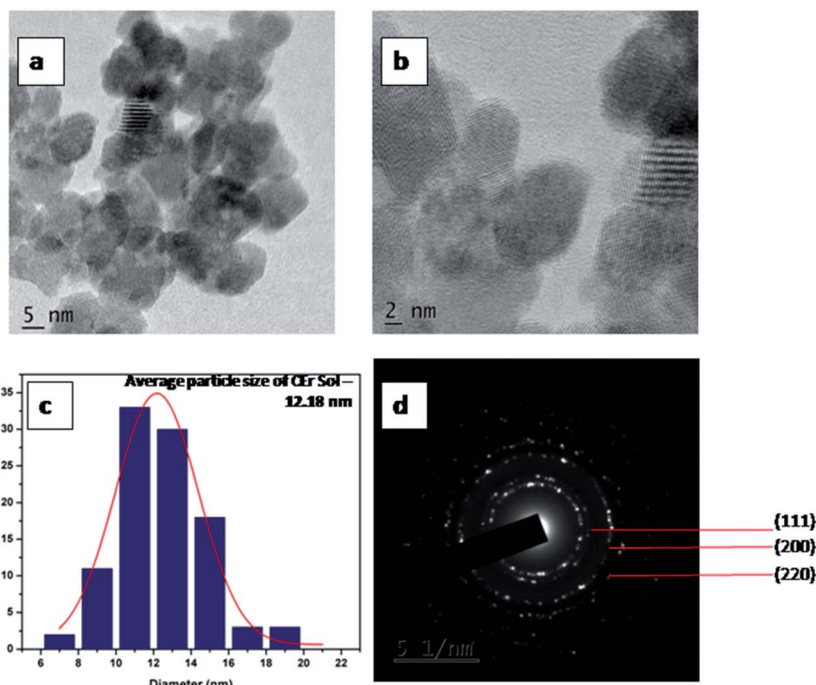 a
b
5 nm
2 nm
c
Average particle size of CEr Sol –
12.18 nm
35
30
25
20
15
10
5
0
6 8 10 12 14 16 18 20 22
Diameter (nm)
d
{111}
{200}
{220}
5 1/nm